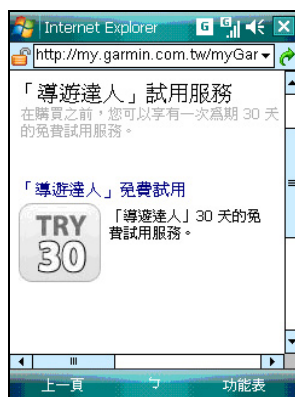 Internet Explorer
http://my.garmin.com.tw/myGar
「導遊達人」試用服務
在購買之前，您可以享有一次為期 30 天
的免費試用服務。
「導遊達人」免費試用
TRY
30
「導遊達人」30 天的免
費試用服務。
上一頁
功能表